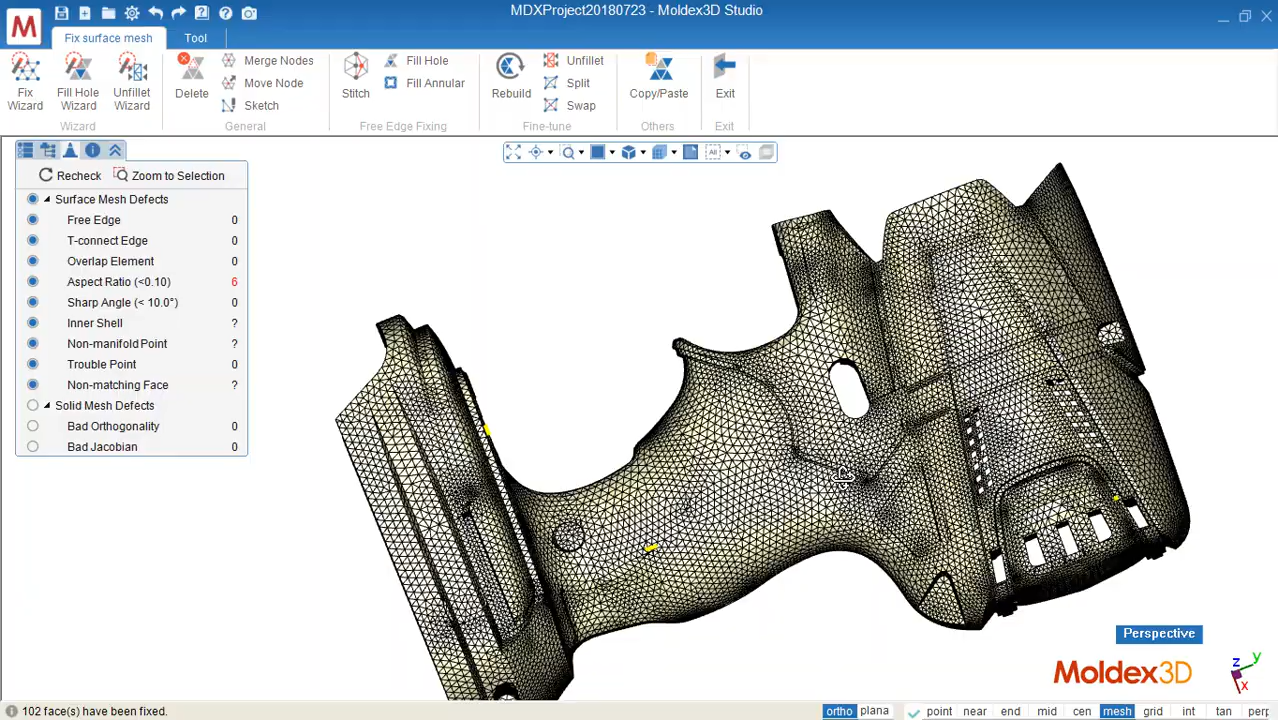 MDXProject20180723 - Moldex3D Studio
M
Fix surface mesh
Tool
Fix Wizard
Fill Hole Wizard
Unfillet Wizard
Wizard
Delete
Merge Nodes
Move Node
Sketch
General
Stitch
Fill Hole
Fill Annular
Free Edge Fixing
Rebuild
Unfillet
Split
Swap
Fine-tune
Copy/Paste
Others
Exit
Exit
Recheck Zoom to Selection
Surface Mesh Defects
Free Edge 0
T-connect Edge 0
Overlap Element 0
Aspect Ratio (<0.10) 6
Sharp Angle (< 10.0°) 0
Inner Shell ?
Non-manifold Point ?
Trouble Point ?
Non-matching Face ?
Solid Mesh Defects
Bad Orthogonality 0
Bad Jacobian 0
All
Perspective
Moldex3D
z y x
102 face(s) have been fixed.
ortho plana point near end mid cen mesh grid int tan perp